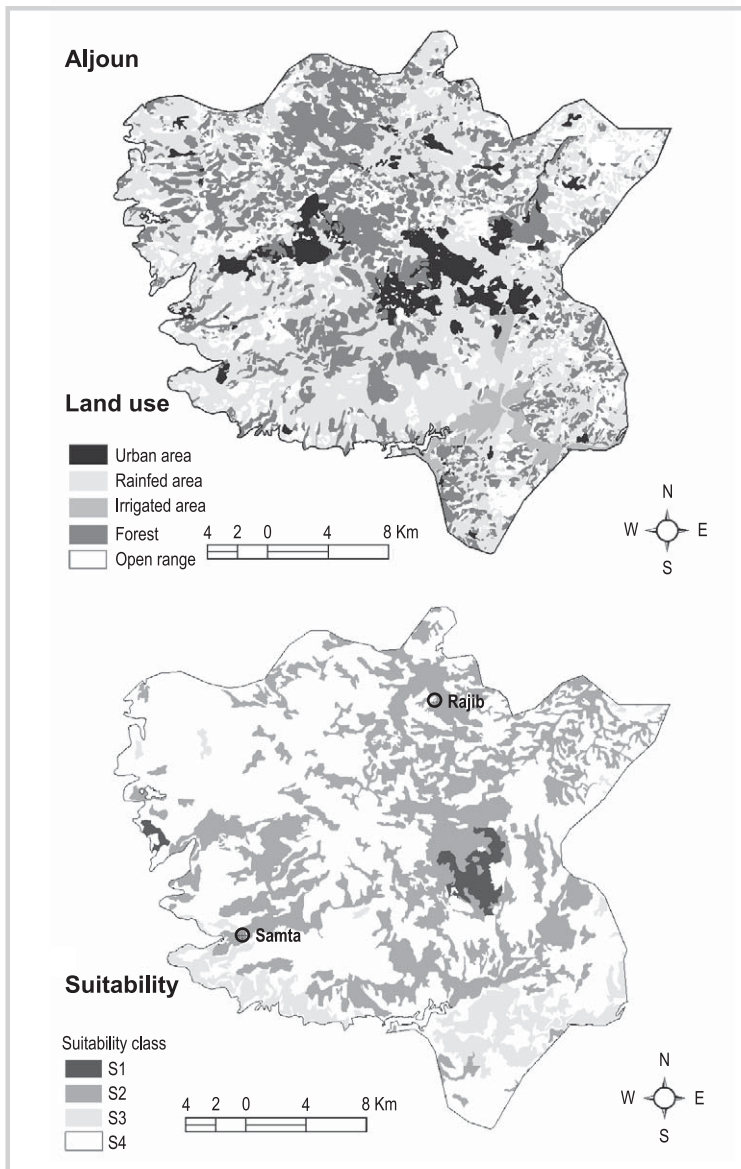 Aljoun
Land use
Urban area
Rainfed area
Irrigated area
Forest
Open range
4 2 0 4 8 Km
N
W E
S
Rajib
Samta
Suitability
Suitability class
S1
S2
S3
S4
4 2 0 4 8 Km
N
W E
S